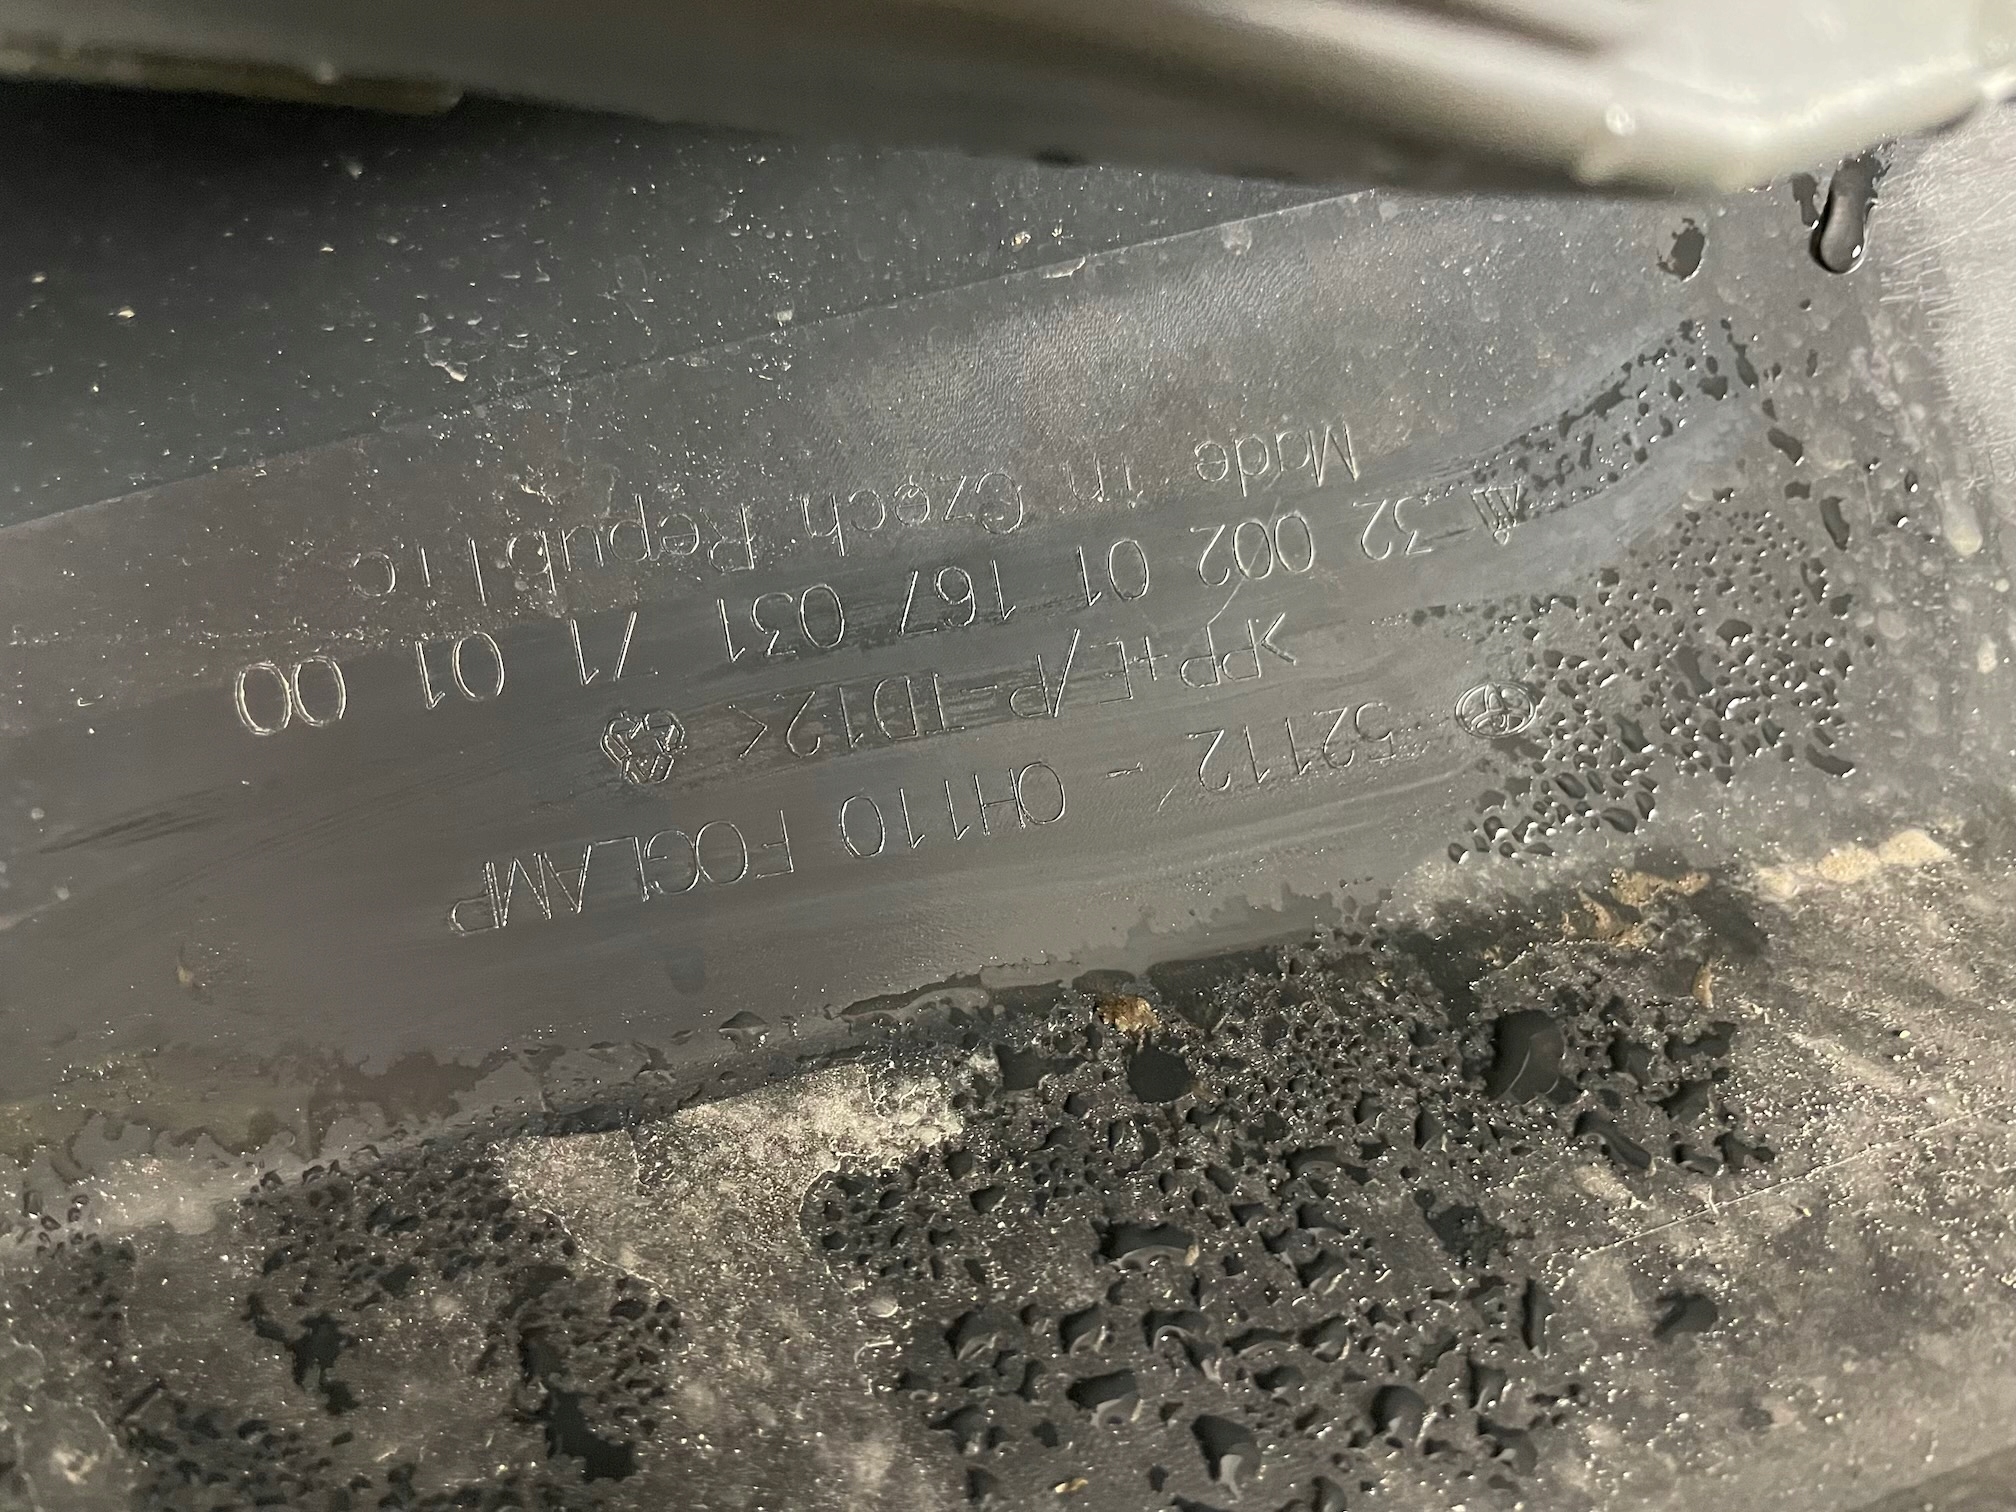 52112 - 0H110 FOGLAMP
>PP+E/P-TD12<
32 002 01 167 031 /1 01 00
Made in Czech Republic